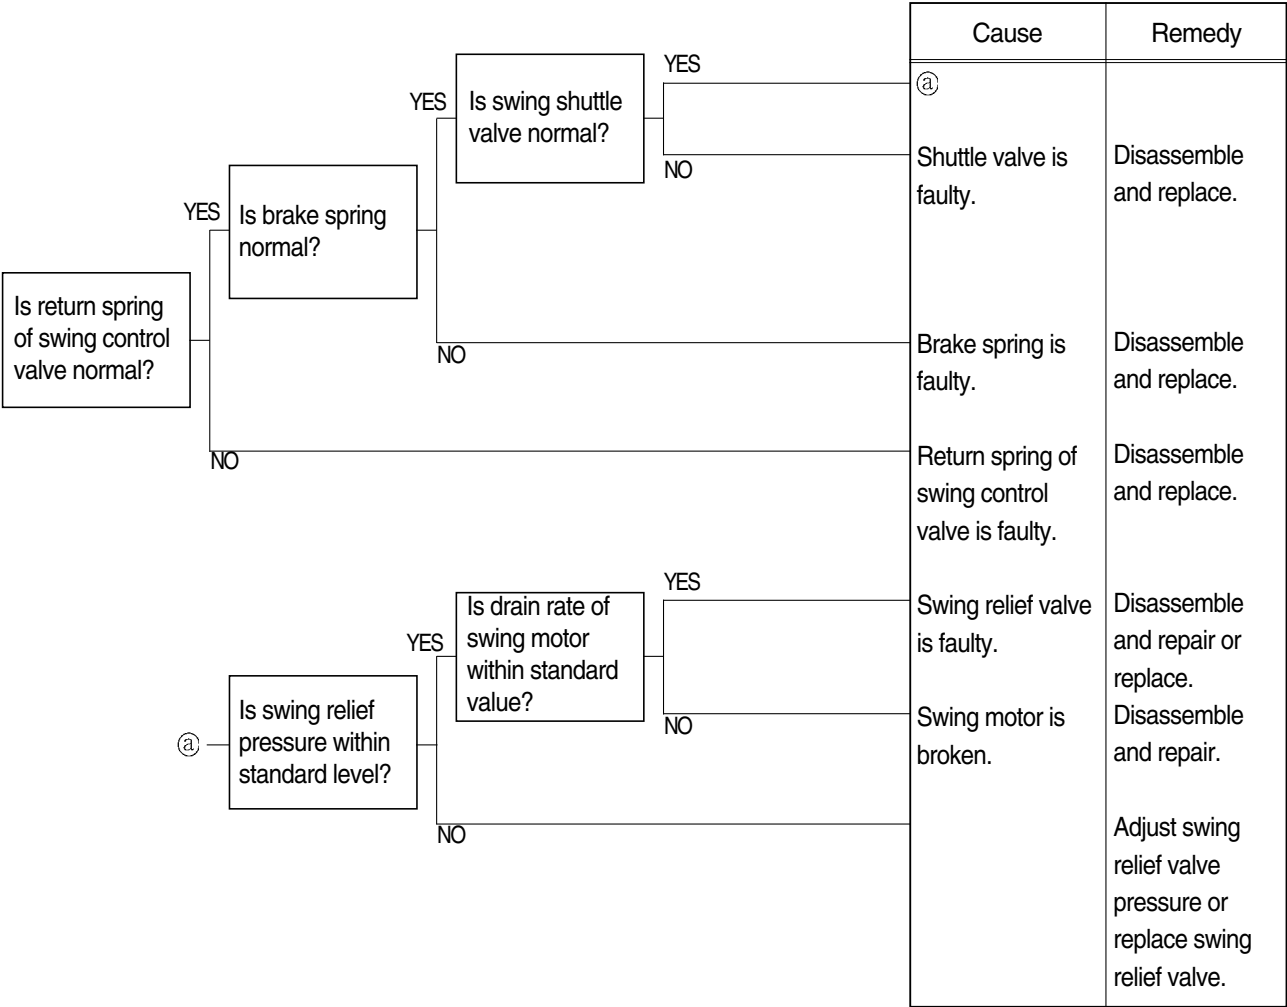 Cause
Remedy
YES
ⓐ
YES
Is swing shuttle
valve normal?
NO
Shuttle valve is
faulty.
Disassemble
and replace.
YES
Is brake spring
normal?
Is return spring
of swing control
valve normal?
NO
Brake spring is
faulty.
Disassemble
and replace.
NO
Return spring of
swing control
valve is faulty.
Disassemble
and replace.
YES
Is drain rate of
swing motor
within standard
value?
YES
Swing relief valve
is faulty.
Disassemble
and repair or
replace.
ⓐ
Is swing relief
pressure within
standard level?
NO
Swing motor is
broken.
Disassemble
and repair.
NO
Adjust swing
relief valve
pressure or
replace swing
relief valve.